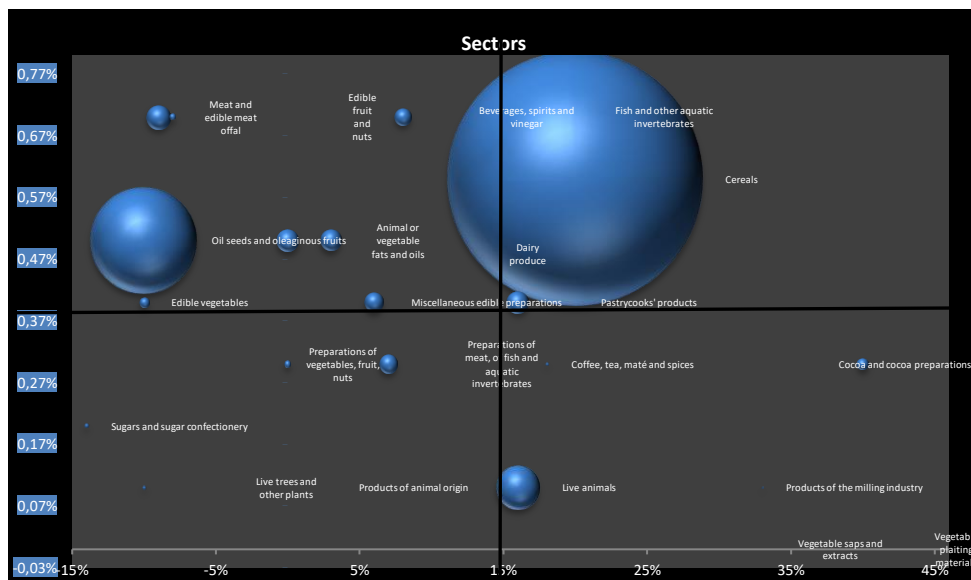 Sectors
0,77%
0,67%
0,57%
0,47%
0,37%
0,27%
0,17%
0,07%
-0,03%
Meat and
edible meat
offal
Edible
fruit
and
nuts
Beverages, spirits and
vinegar
Fish and other aquatic
invertebrates
Cereals
Oil seeds and oleaginous fruits
Animal or
vegetable
fats and oils
Dairy
produce
Edible vegetables
Miscellaneous edible preparations
Pastrycooks' products
Preparations of
vegetables, fruit,
nuts
Preparations of
meat, of fish and
aquatic
invertebrates
Coffee, tea, maté and spices
Cocoa and cocoa preparations
Sugars and sugar confectionery
Live trees and
other plants
Products of animal origin
Live animals
Products of the milling industry
Vegetable saps and
extracts
Vegetab
plaiting
material
-15%
-5%
5%
15%
25%
35%
45%